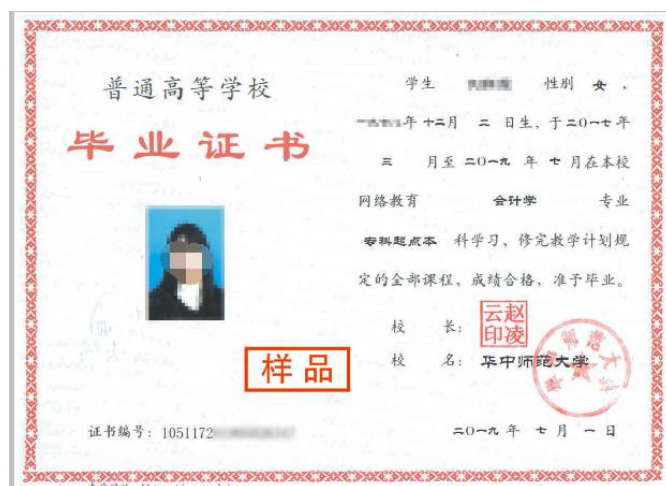 普通高等学校
毕业证书
样品
证书编号：1051172
学生 性别 女，
年 十二月 二 日生，于二〇一七年
三 月至 二〇一九 年 七 月在本校
网络教育 会计学 专业
专科起点本 科学习，修完教学计划规
定的全部课程，成绩合格，准予毕业。
校 长：
云赵
印凌
校 名：华中师范大学
二〇一九 年 七 月 一 日